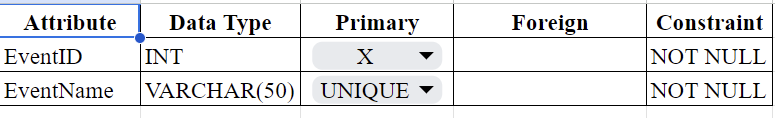 Attribute Data Type Primary Foreign Constraint
EventID INT X NOT NULL
EventName VARCHAR(50) UNIQUE NOT NULL